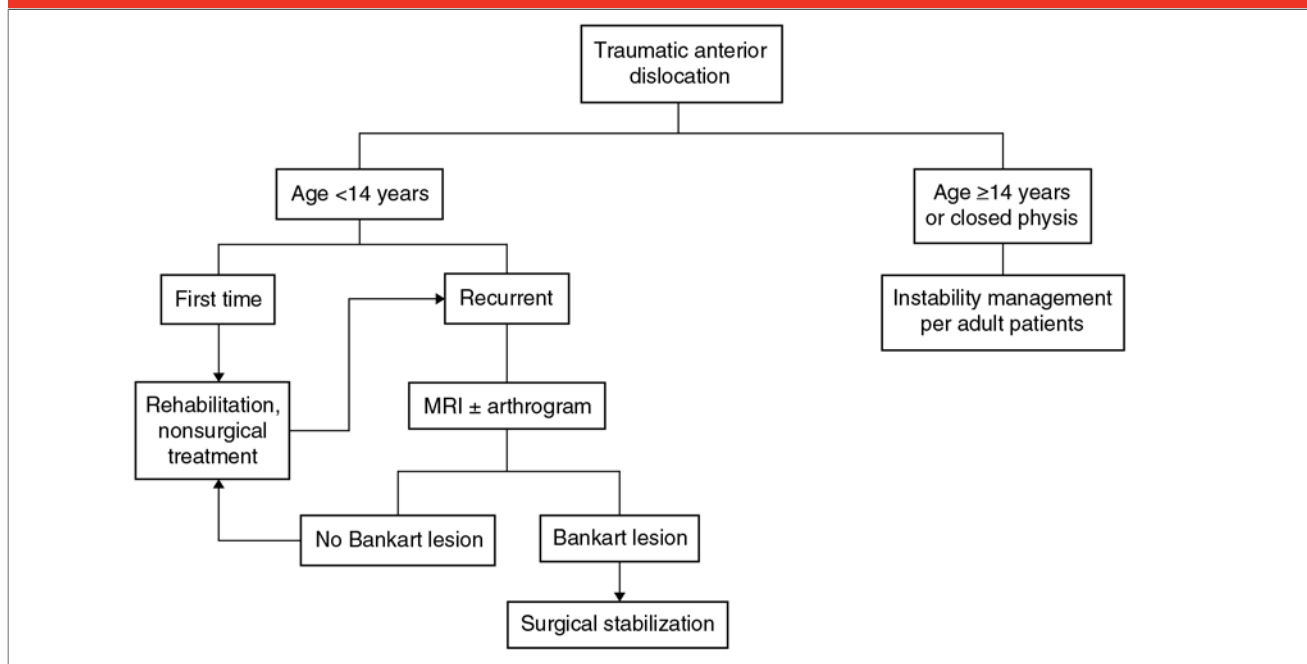 Traumatic anterior
dislocation
Age <14 years
Age ≥14 years
or closed physis
First time
Recurrent
Instability management
per adult patients
Rehabilitation,
nonsurgical
treatment
MRI ± arthrogram
No Bankart lesion
Bankart lesion
Surgical stabilization